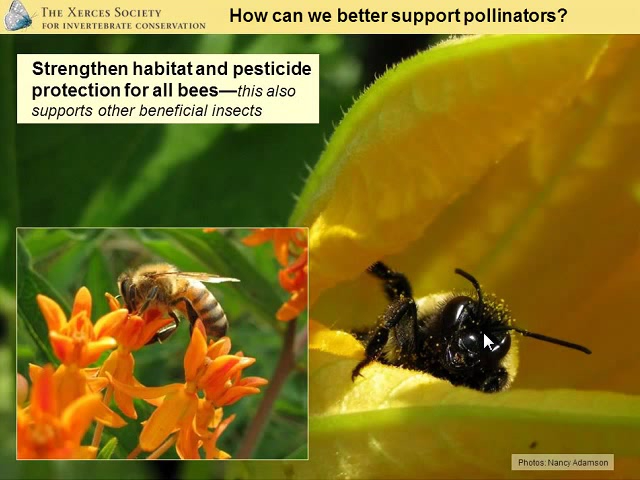 THE XERCES SOCIETY
FOR INVERTEBRATE CONSERVATION
How can we better support pollinators?
Strengthen habitat and pesticide
protection for all bees—this also
supports other beneficial insects
Photos: Nancy Adamson